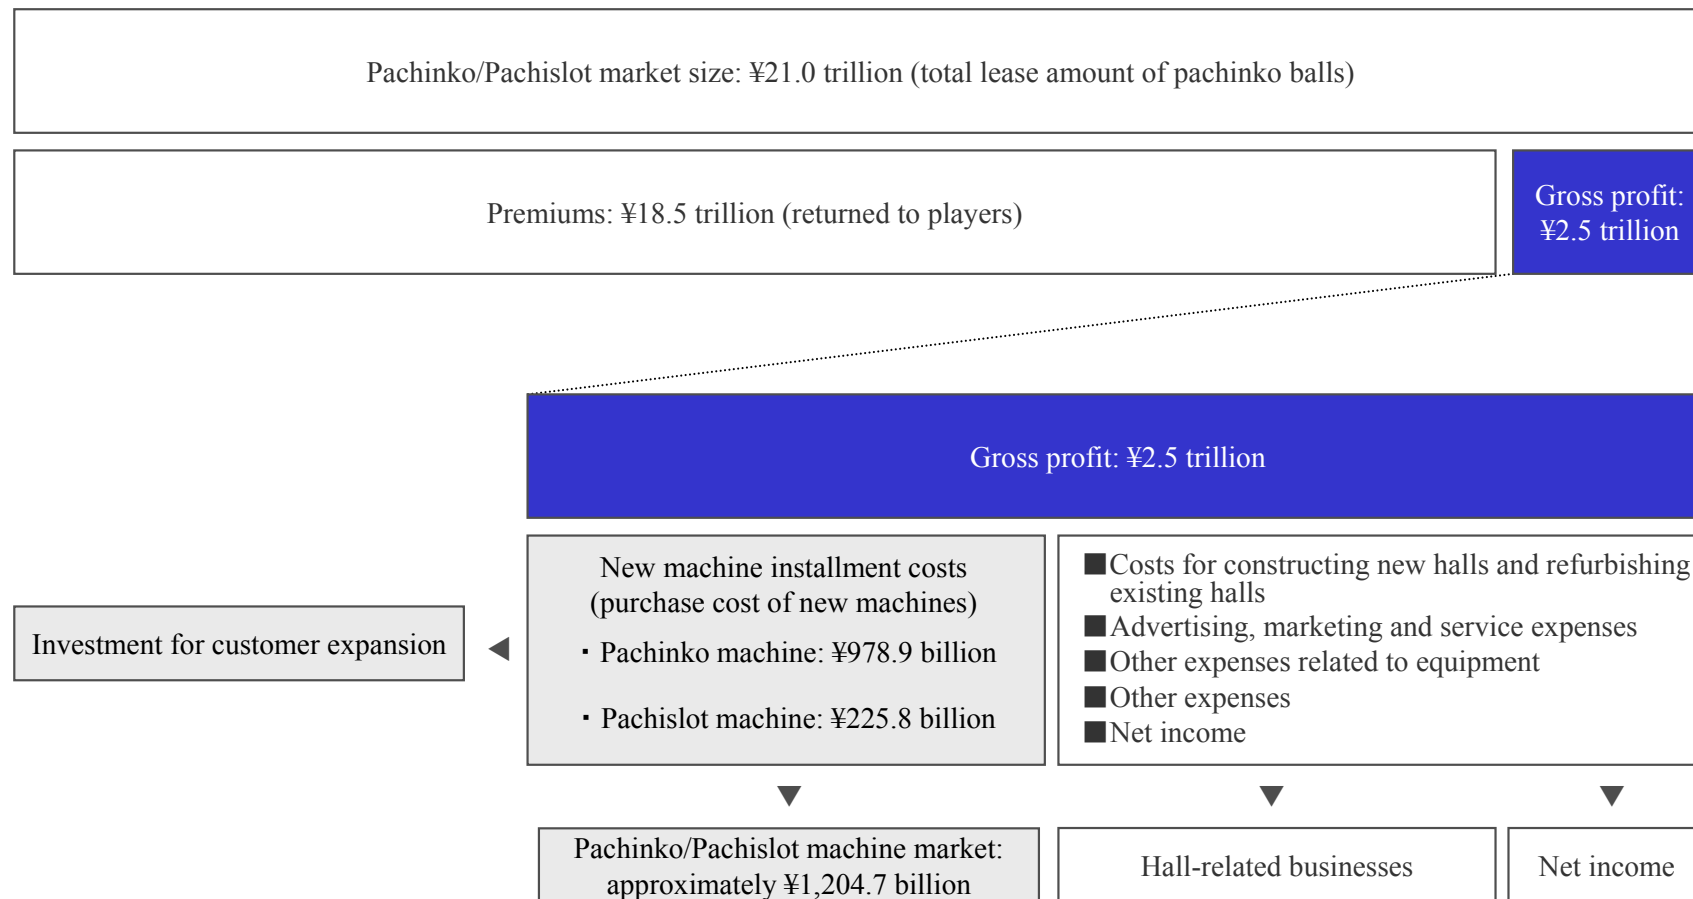 Pachinko/Pachislot market size: ¥21.0 trillion (total lease amount of pachinko balls)
Premiums: ¥18.5 trillion (returned to players)
Gross profit:
¥2.5 trillion
Gross profit: ¥2.5 trillion
New machine installment costs
(purchase cost of new machines)
・Pachinko machine: ¥978.9 billion
・Pachislot machine: ¥225.8 billion
■Costs for constructing new halls and refurbishing
existing halls
■Advertising, marketing and service expenses
■Other expenses related to equipment
■Other expenses
■Net income
Investment for customer expansion
Pachinko/Pachislot machine market:
approximately ¥1,204.7 billion
Hall-related businesses
Net income